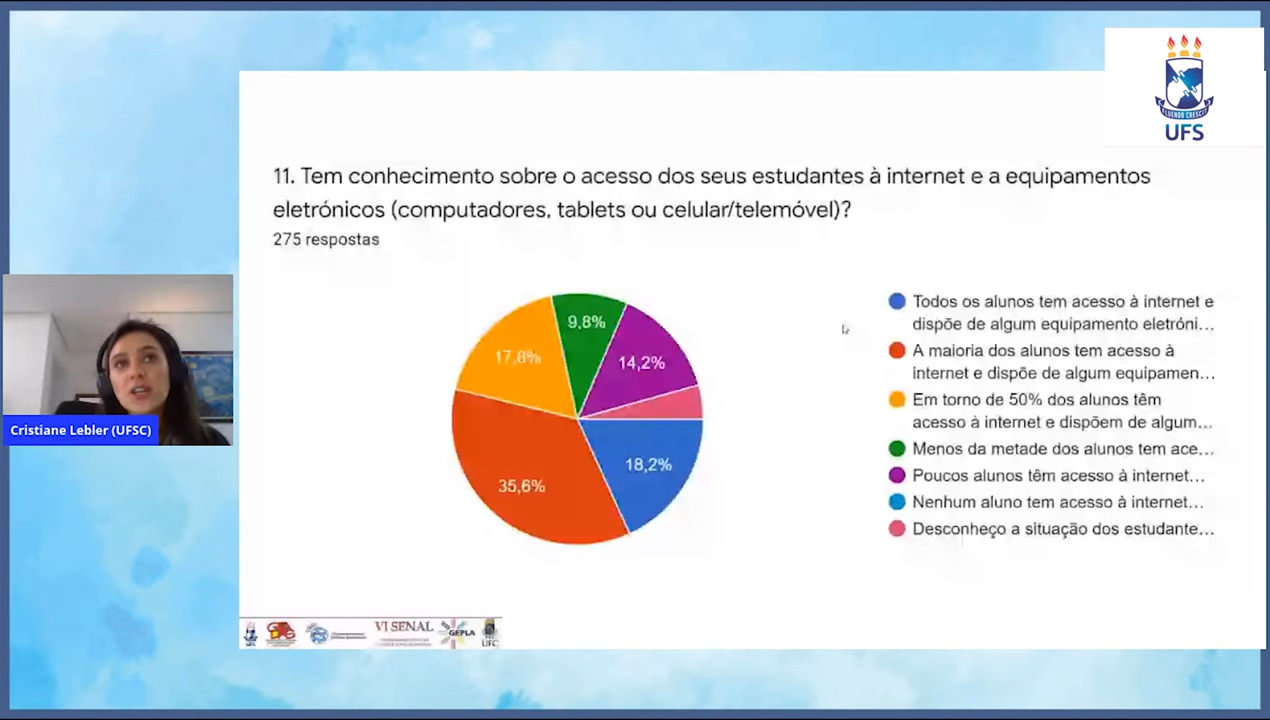 UFS
11. Tem conhecimento sobre o acesso dos seus estudantes à internet e a equipamentos
eletrónicos (computadores, tablets ou celular/telemóvel)?
275 respostas
9,8%
17,8%
14,2%
18,2%
35,6%
Todos os alunos tem acesso à internet e
dispõe de algum equipamento eletróni...
A maioria dos alunos tem acesso à
internet e dispõe de algum equipamen...
Em torno de 50% dos alunos têm
acesso à internet e dispõem de algum...
Menos da metade dos alunos tem ace...
Poucos alunos têm acesso à internet...
Nenhum aluno tem acesso à internet...
Desconheço a situação dos estudante...
Cristiane Lebler (UFSC)
UFS
VI SENAL
GEPLA
UFC